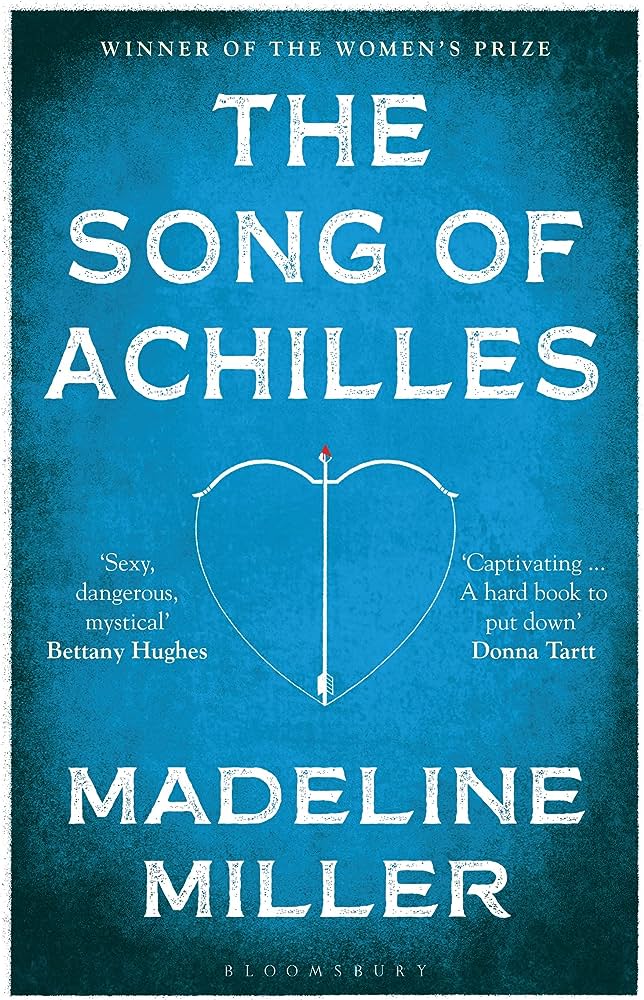 WINNER OF THE WOMEN'S PRIZE
THE
SONG OF
ACHILLES
‘Sexy,
dangerous,
mystical’
Bettany Hughes
‘Captivating ...
A hard book to
put down’
Donna Tartt
MADELINE
MILLER
BLOOMSBURY